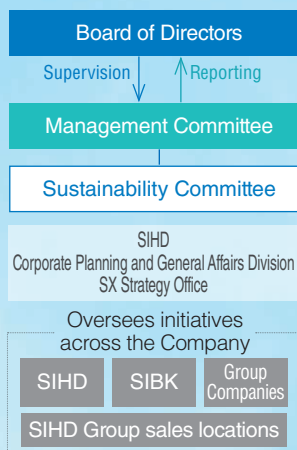 Board of Directors
Supervision
Reporting
Management Committee
Sustainability Committee
SIHD
Corporate Planning and General Affairs Division
SX Strategy Office
Oversees initiatives
across the Company
SIHD
SIBK
Group
Companies
SIHD Group sales locations